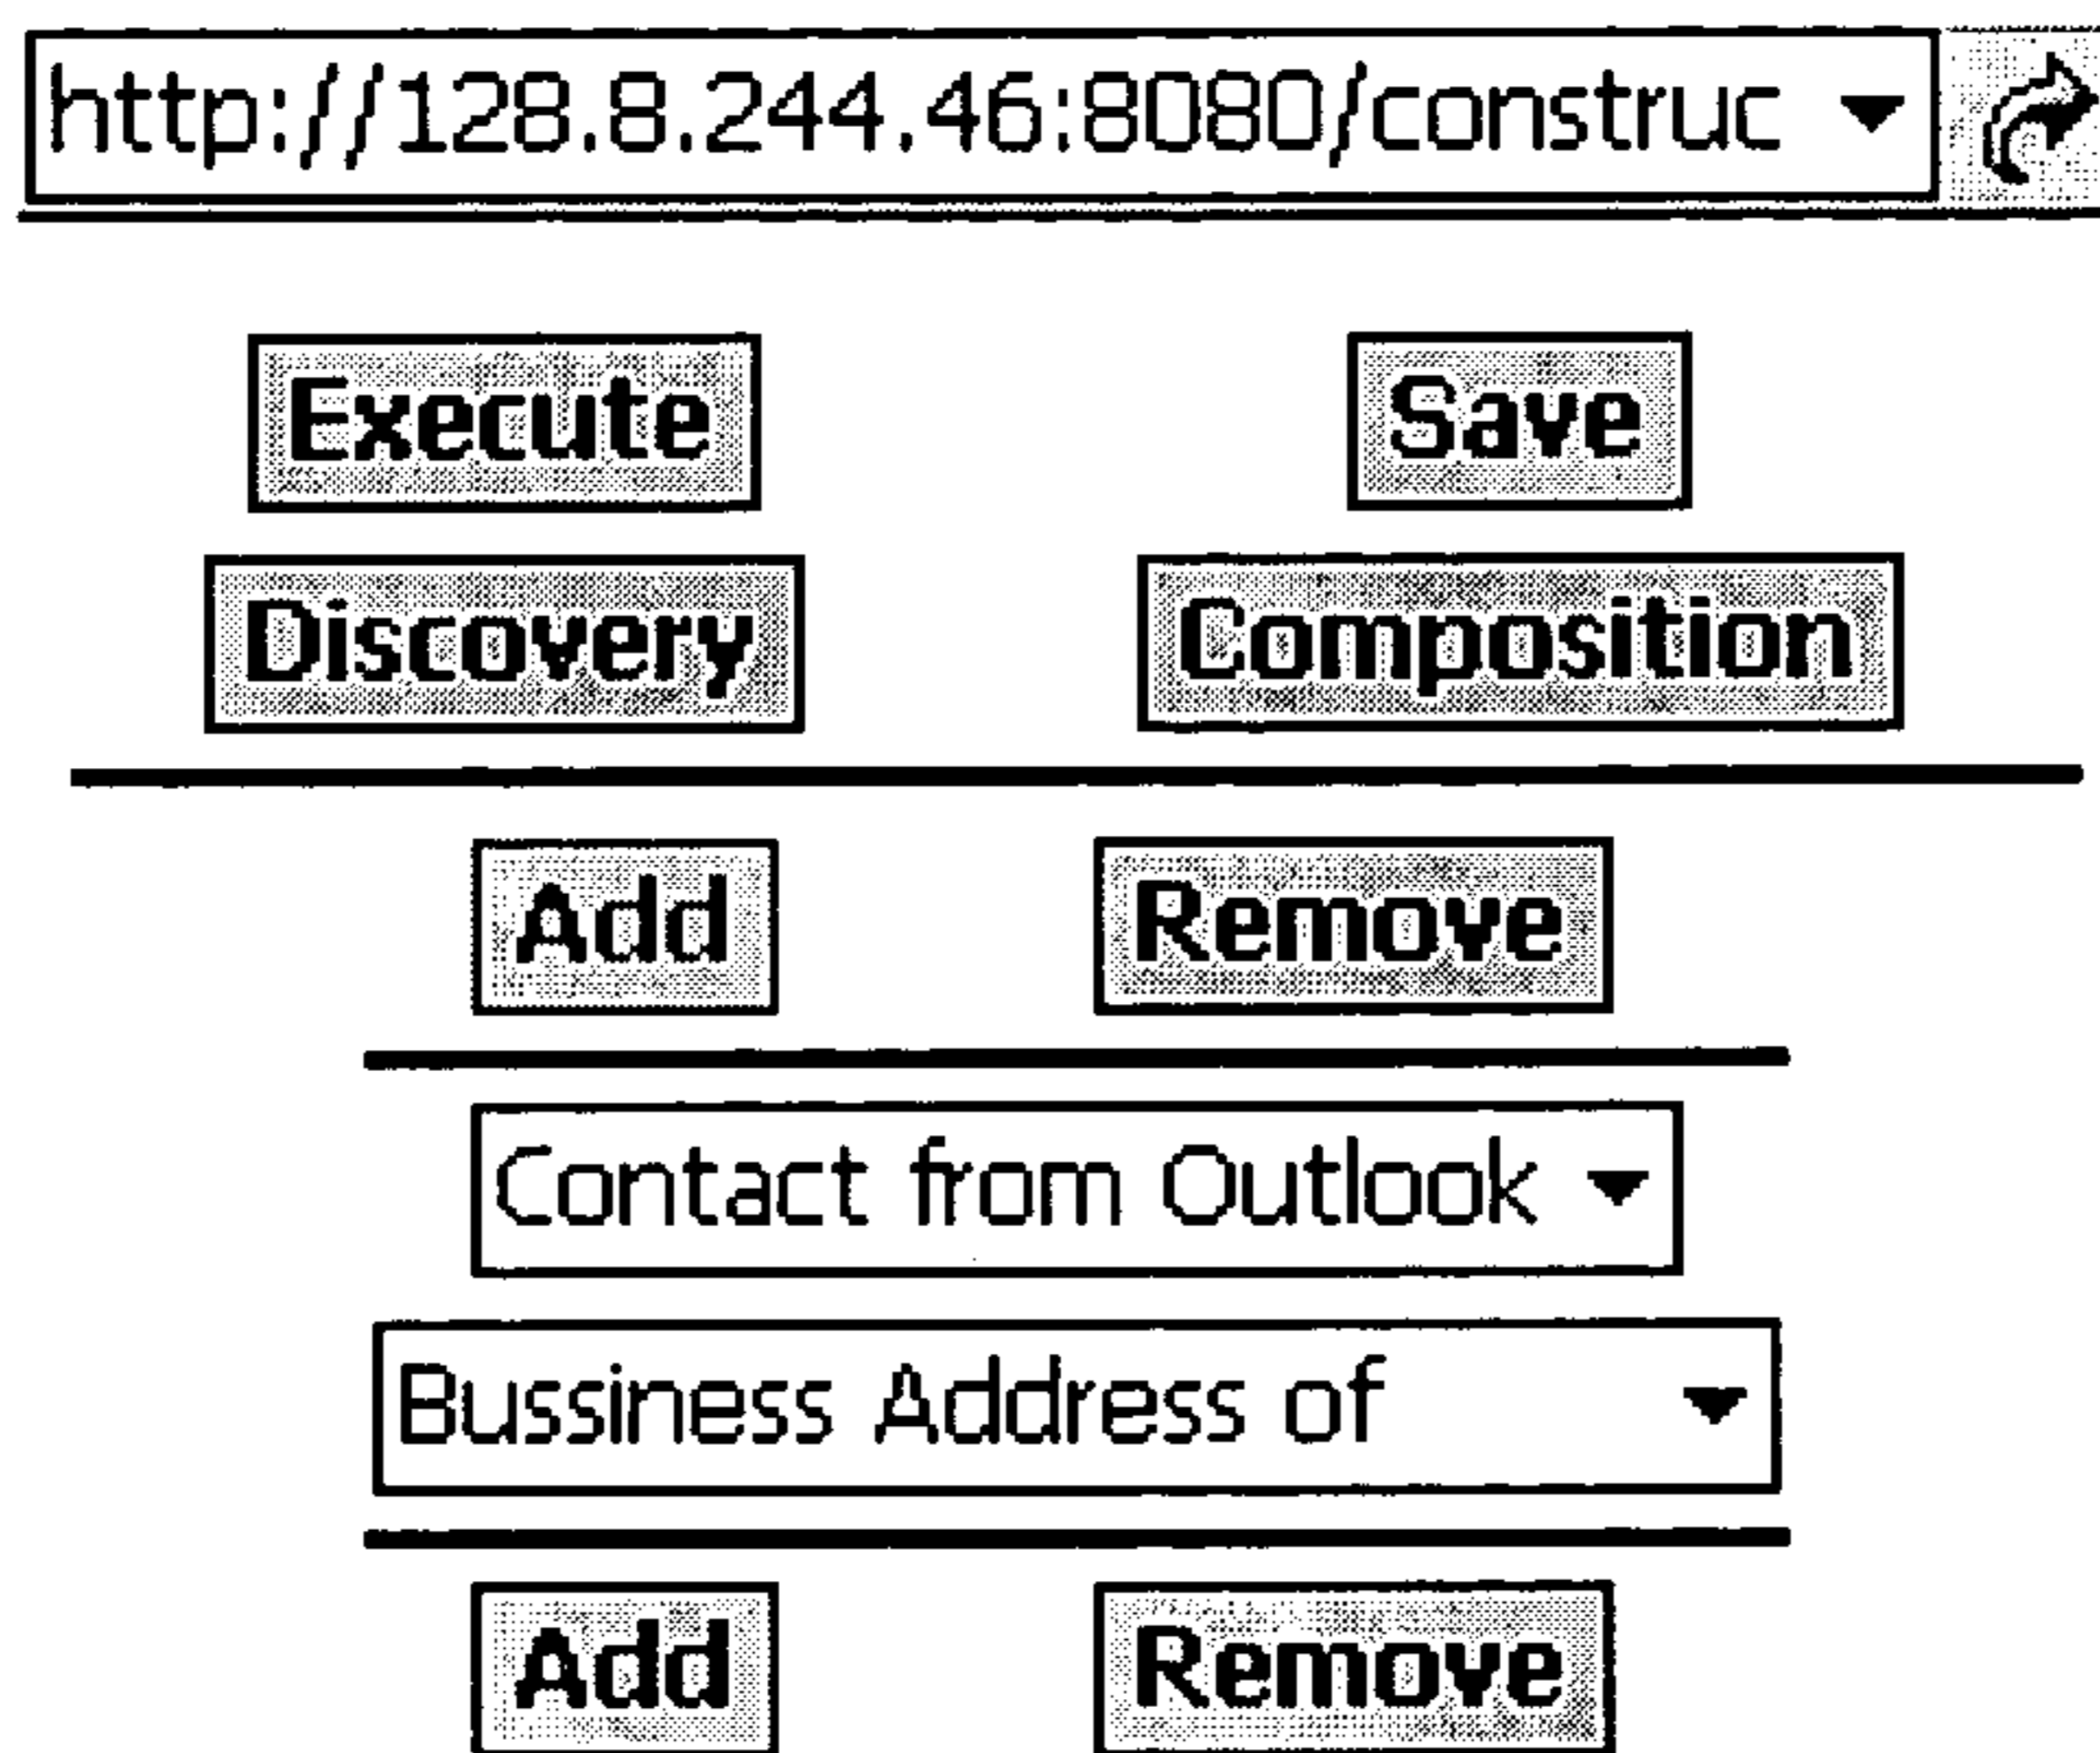 http://128.8.244.46:8080/construc
Execute Save
Discovery Composition
Add Remove
Contact from Outlook
Bussiness Address of
Add Remove